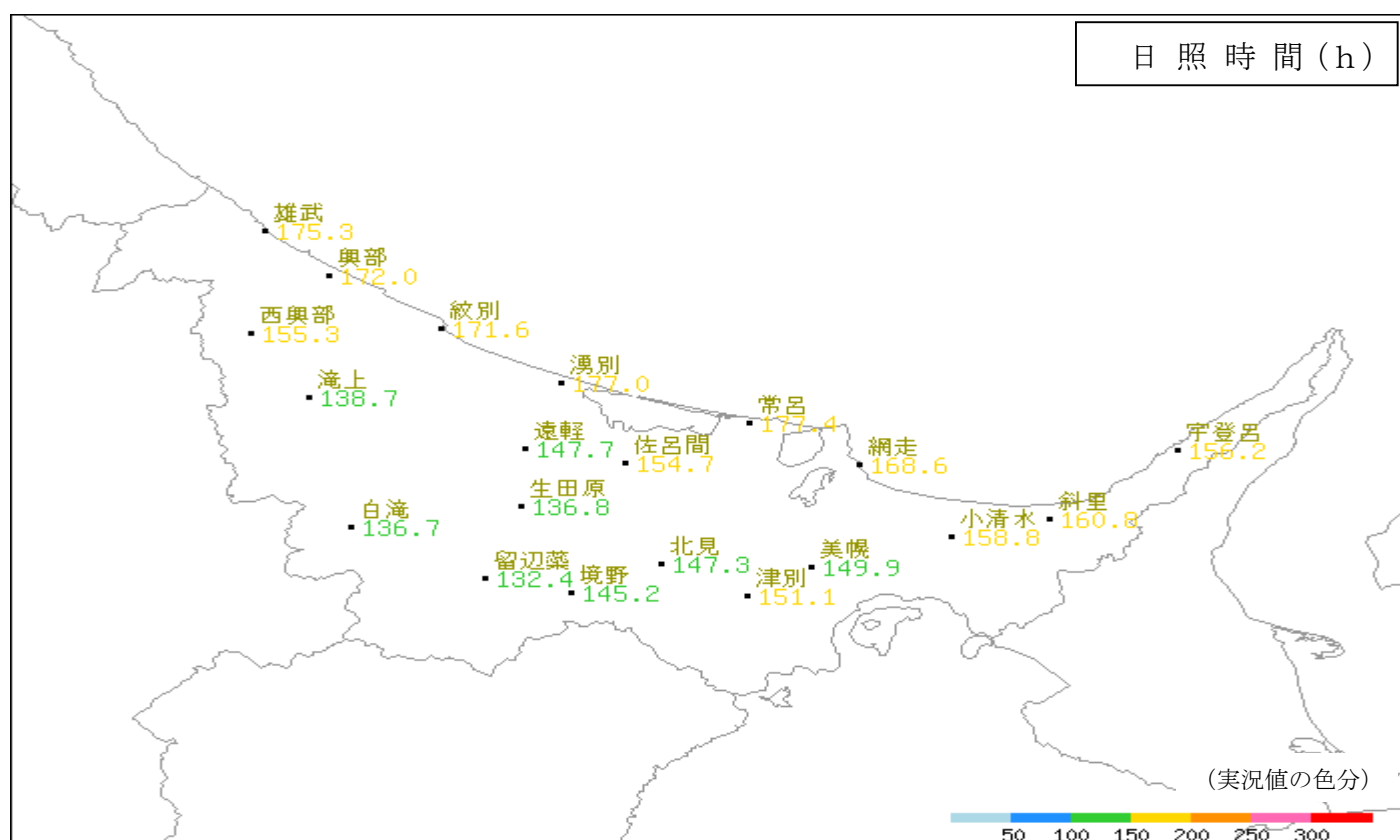 日照時間(h)
雄武
175.3
興部
172.0
紋別
171.6
西興部
155.3
滝上
138.7
湧別
177.0
常呂
177.4
遠軽
147.7
佐呂間
154.7
網走
168.6
宇登呂
156.2
生田原
136.8
白滝
136.7
斜里
160.8
小清水
158.8
北見
147.3
美幌
149.9
留辺蘂
132.4
境野
145.2
津別
151.1
(実況値の色分)
50 100 150 200 250 300